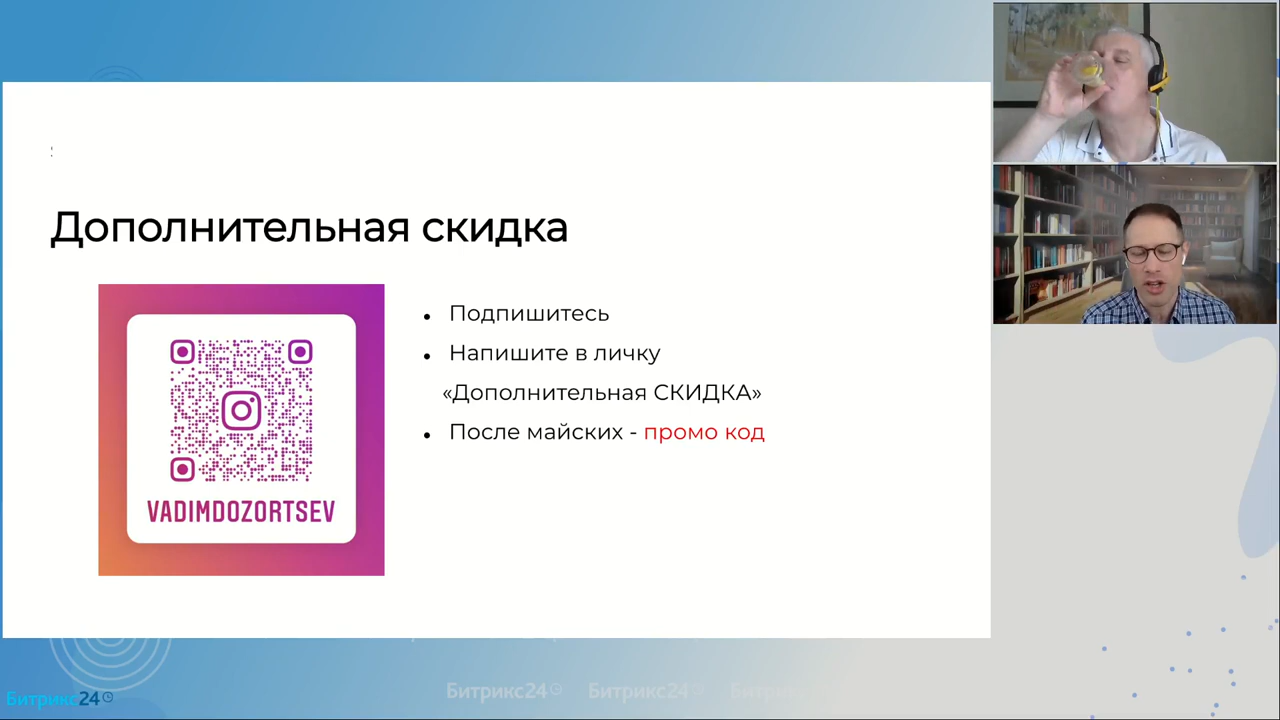 Дополнительная скидка
Подпишитесь
Напишите в личку
«Дополнительная СКИДКА»
После майских - промо код
VADIMDOZORTSEV
Битрикс24
Битрикс24 Битрикс24